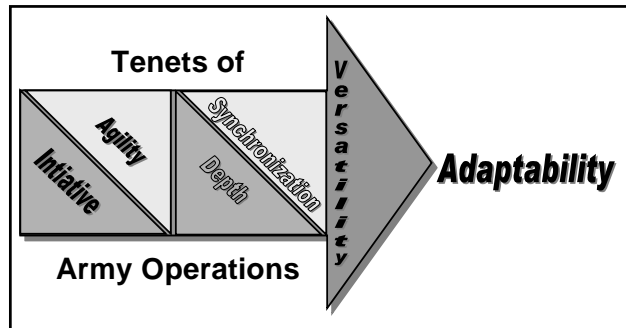 Tenets of
Intiative
Agility
Depth
Synchronization
Versatility
Adaptability
Army Operations